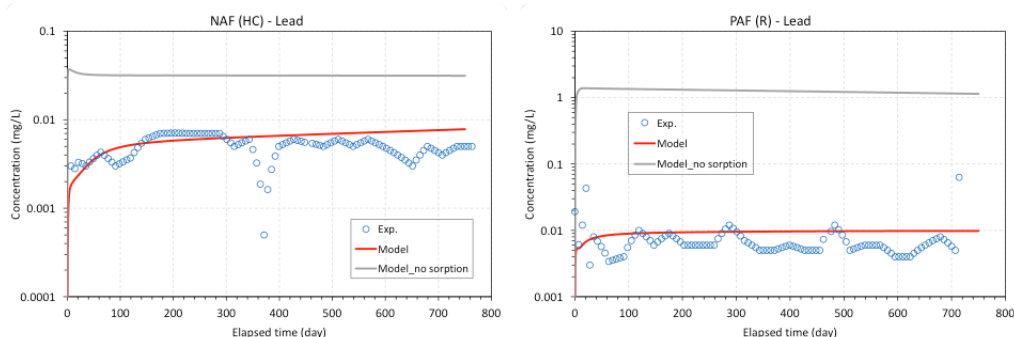 NAF (HC) - Lead
0.1
0.01
0.001
0.0001
Concentration (mg/L)
Exp.
Model
Model_no sorption
0 100 200 300 400 500 600 700 800
Elapsed time (day)
PAF (R) - Lead
10
1
0.1
0.01
0.001
Concentration (mg/L)
Exp.
Model
Model_no sorption
0 100 200 300 400 500 600 700 800
Elapsed time (day)